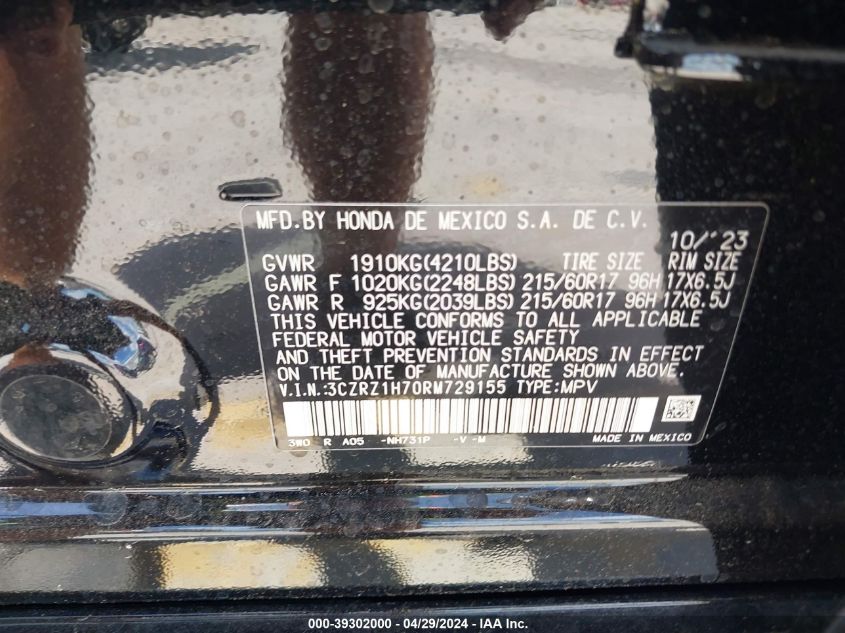 MFD.BY HONDA DE MEXICO S.A. DE C.V.
10/'23
GVWR 1910KG(4210LBS) TIRE SIZE RIM SIZE
GAWR F 1020KG(2248LBS) 215/60R17 96H 17X6.5J
GAWR R 925KG(2039LBS) 215/60R17 96H 17X6.5J
THIS VEHICLE CONFORMS TO ALL APPLICABLE
FEDERAL MOTOR VEHICLE SAFETY
AND THEFT PREVENTION STANDARDS IN EFFECT
ON THE DATE OF MANUFACTURE SHOWN ABOVE.
V.I.N.:3CZRZ1H70RM729155 TYPE:MPV
3W0 R A05 -NH731P -V -M MADE IN MEXICO
000-39302000 - 04/29/2024 - IAA Inc.